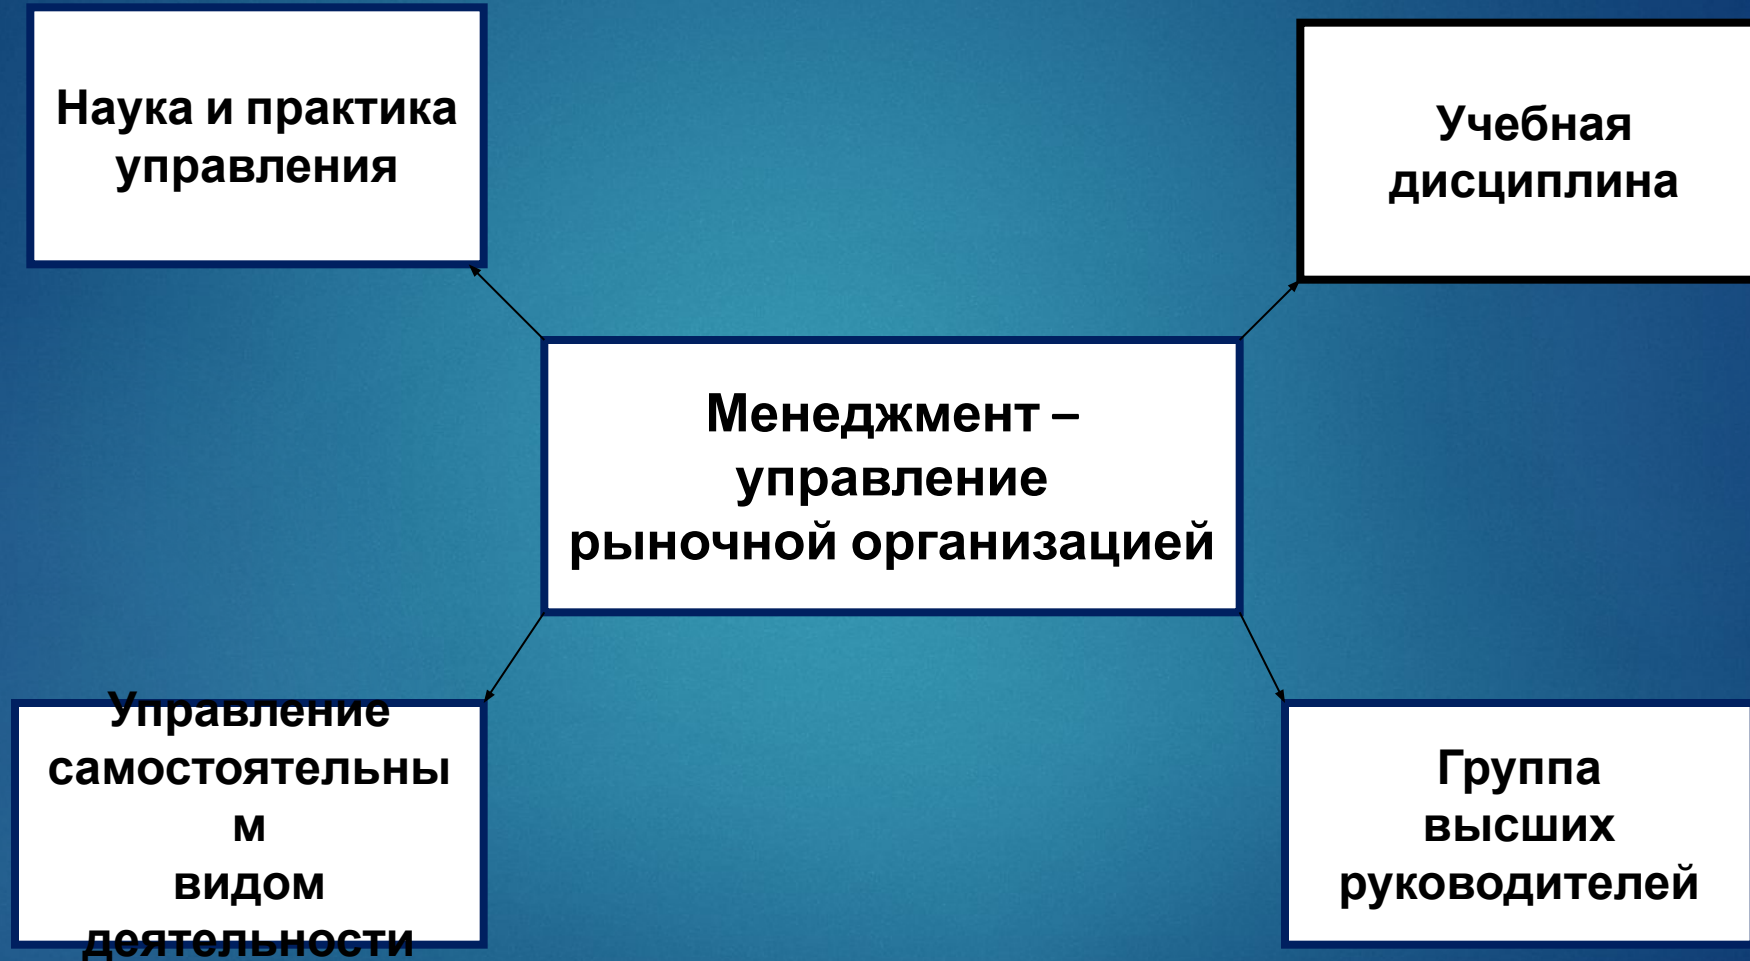 Наука и практика
управления
Учебная
дисциплина
Менеджмент –
управление
рыночной организацией
Управление
самостоятельны
м
видом
деятельности
Группа
высших
руководителей